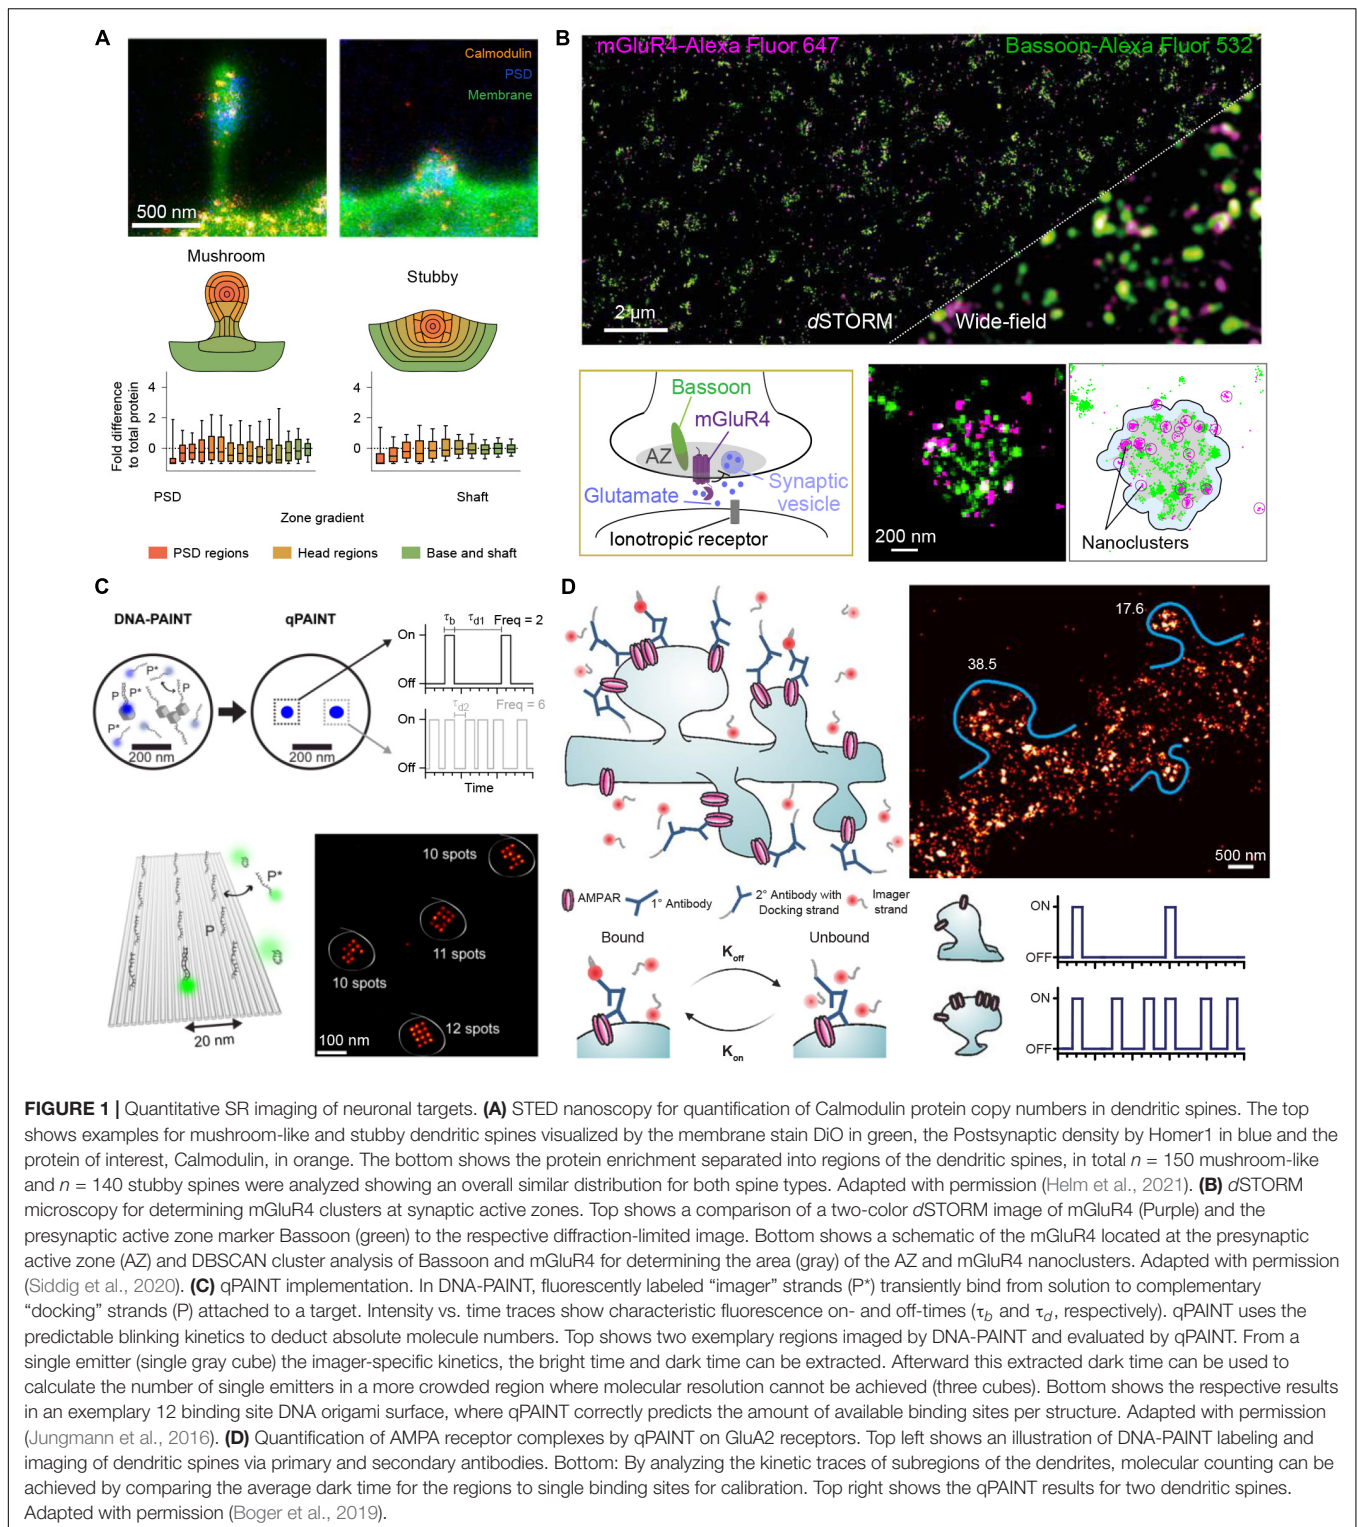 A
Calmodulin
PSD
Membrane
500 nm
Mushroom
Stubby
Fold difference
to total protein
4
2
0
4
2
0
PSD
Shaft
Zone gradient
PSD regions
Head regions
Base and shaft
B
mGluR4-Alexa Fluor 647
Bassoon-Alexa Fluor 532
2 µm
dSTORM
Wide-field
Bassoon
mGluR4
AZ
Glutamate
Synaptic
vesicle
Ionotropic receptor
200 nm
Nanoclusters
C
DNA-PAINT
qPAINT
P*
P
P*
P
P*
200 nm
200 nm
τb
τd1
Freq = 2
On
Off
τd2
Freq = 6
On
Off
Time
P*
P
20 nm
10 spots
11 spots
10 spots
12 spots
100 nm
D
AMPAR
1° Antibody
2° Antibody with
Docking strand
Imager
strand
Bound
Unbound
Koff
Kon
17.6
38.5
500 nm
ON
OFF
ON
OFF
FIGURE 1 | Quantitative SR imaging of neuronal targets. (A) STED nanoscopy for quantification of Calmodulin protein copy numbers in dendritic spines. The top
shows examples for mushroom-like and stubby dendritic spines visualized by the membrane stain DiO in green, the Postsynaptic density by Homer1 in blue and the
protein of interest, Calmodulin, in orange. The bottom shows the protein enrichment separated into regions of the dendritic spines, in total n = 150 mushroom-like
and n = 140 stubby spines were analyzed showing an overall similar distribution for both spine types. Adapted with permission (Helm et al., 2021). (B) dSTORM
microscopy for determining mGluR4 clusters at synaptic active zones. Top shows a comparison of a two-color dSTORM image of mGluR4 (Purple) and the
presynaptic active zone marker Bassoon (green) to the respective diffraction-limited image. Bottom shows a schematic of the mGluR4 located at the presynaptic
active zone (AZ) and DBSCAN cluster analysis of Bassoon and mGluR4 for determining the area (gray) of the AZ and mGluR4 nanoclusters. Adapted with permission
(Siddig et al., 2020). (C) qPAINT implementation. In DNA-PAINT, fluorescently labeled “imager” strands (P*) transiently bind from solution to complementary
“docking” strands (P) attached to a target. Intensity vs. time traces show characteristic fluorescence on- and off-times (τb and τd, respectively). qPAINT uses the
predictable blinking kinetics to deduct absolute molecule numbers. Top shows two exemplary regions imaged by DNA-PAINT and evaluated by qPAINT. From a
single emitter (single gray cube) the imager-specific kinetics, the bright time and dark time can be extracted. Afterward this extracted dark time can be used to
calculate the number of single emitters in a more crowded region where molecular resolution cannot be achieved (three cubes). Bottom shows the respective results
in an exemplary 12 binding site DNA origami surface, where qPAINT correctly predicts the amount of available binding sites per structure. Adapted with permission
(Jungmann et al., 2016). (D) Quantification of AMPA receptor complexes by qPAINT on GluA2 receptors. Top left shows an illustration of DNA-PAINT labeling and
imaging of dendritic spines via primary and secondary antibodies. Bottom: By analyzing the kinetic traces of subregions of the dendrites, molecular counting can be
achieved by comparing the average dark time for the regions to single binding sites for calibration. Top right shows the qPAINT results for two dendritic spines.
Adapted with permission (Boger et al., 2019).